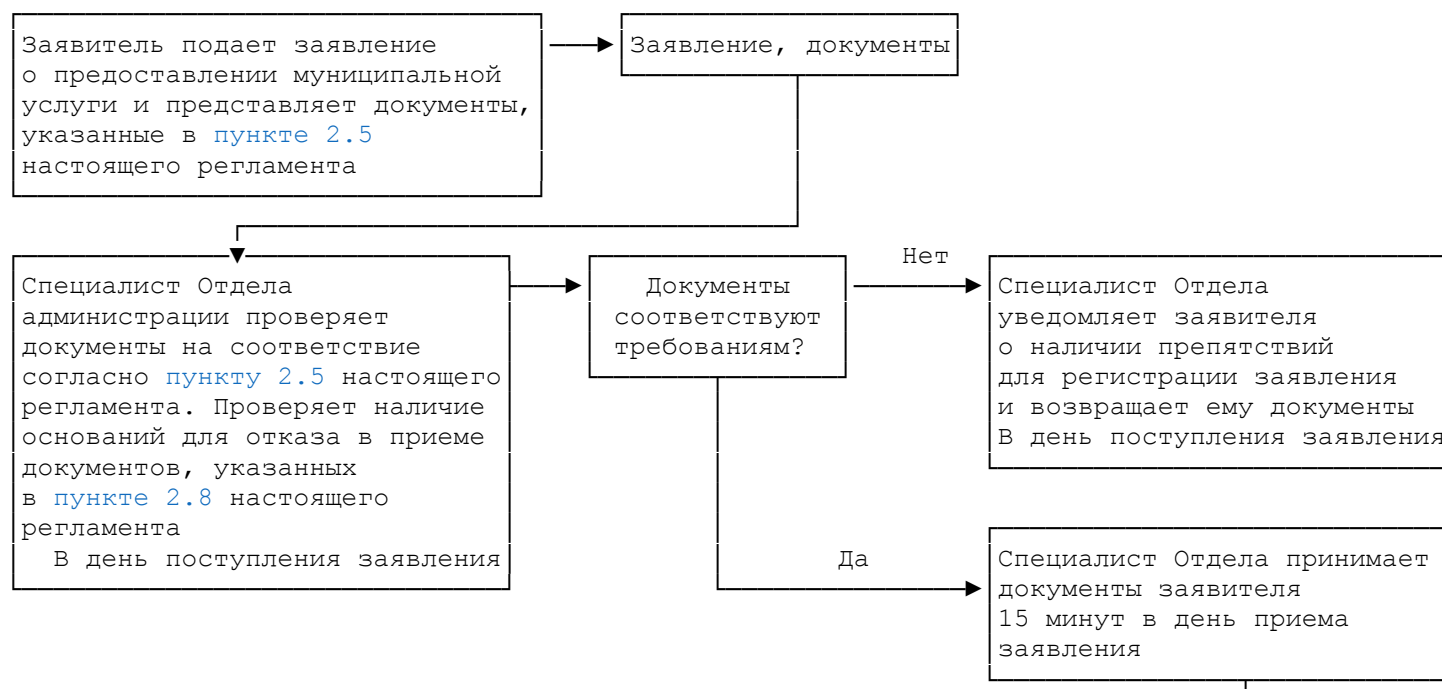 Заявитель подает заявление
о предоставлении муниципальной
услуги и представляет документы,
указанные в пункте 2.5
настоящего регламента
Заявление, документы
Специалист Отдела
администрации проверяет
документы на соответствие
согласно пункту 2.5 настоящего
регламента. Проверяет наличие
оснований для отказа в приеме
документов, указанных
в пункте 2.8 настоящего
регламента
В день поступления заявления
Документы
соответствуют
требованиям?
Нет
Специалист Отдела
уведомляет заявителя
о наличии препятствий
для регистрации заявления
и возвращает ему документы
В день поступления заявления
Да
Специалист Отдела принимает
документы заявителя
15 минут в день приема
заявления